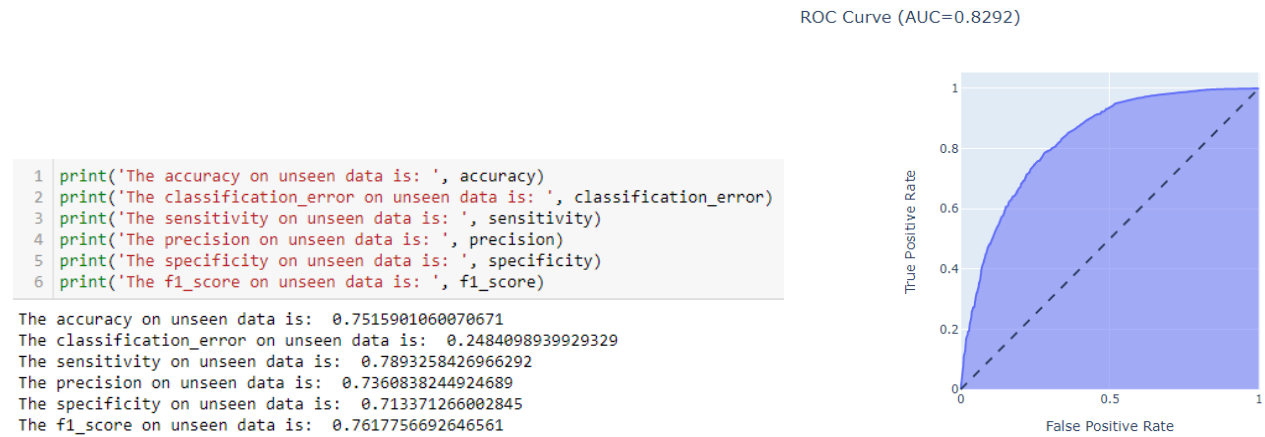 ROC Curve (AUC=0.8292)
1 print('The accuracy on unseen data is: ', accuracy)
2 print('The classification_error on unseen data is: ', classification_error)
3 print('The sensitivity on unseen data is: ', sensitivity)
4 print('The precision on unseen data is: ', precision)
5 print('The specificity on unseen data is: ', specificity)
6 print('The f1_score on unseen data is: ', f1_score)
The accuracy on unseen data is:  0.7515901060070671
The classification_error on unseen data is:  0.2484098939929329
The sensitivity on unseen data is:  0.7893258426966292
The precision on unseen data is:  0.7360838244924689
The specificity on unseen data is:  0.713371266002845
The f1_score on unseen data is:  0.7617756692646561
True Positive Rate
1
0.8
0.6
0.4
0.2
0
0 0.5 1
False Positive Rate